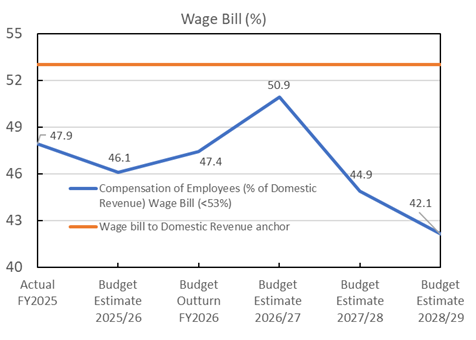 Wage Bill (%)
55
52
49
46
43
40
47.9
46.1
47.4
50.9
44.9
42.1
Compensation of Employees (% of Domestic
Revenue) Wage Bill (<53%)
Wage bill to Domestic Revenue anchor
Actual
FY2025
Budget
Estimate
2025/26
Budget
Outturn
FY2026
Budget
Estimate
2026/27
Budget
Estimate
2027/28
Budget
Estimate
2028/29